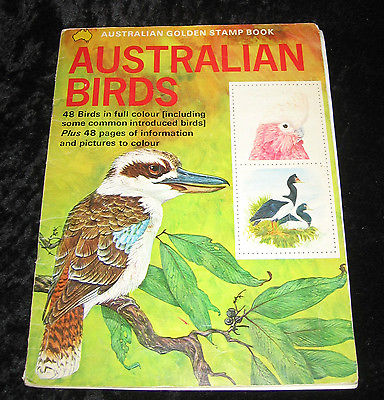 AUSTRALIAN GOLDEN STAMP BOOK
AUSTRALIAN
BIRDS
48 Birds in full colour [including
some common introduced birds]
Plus 48 pages of information
and pictures to colour